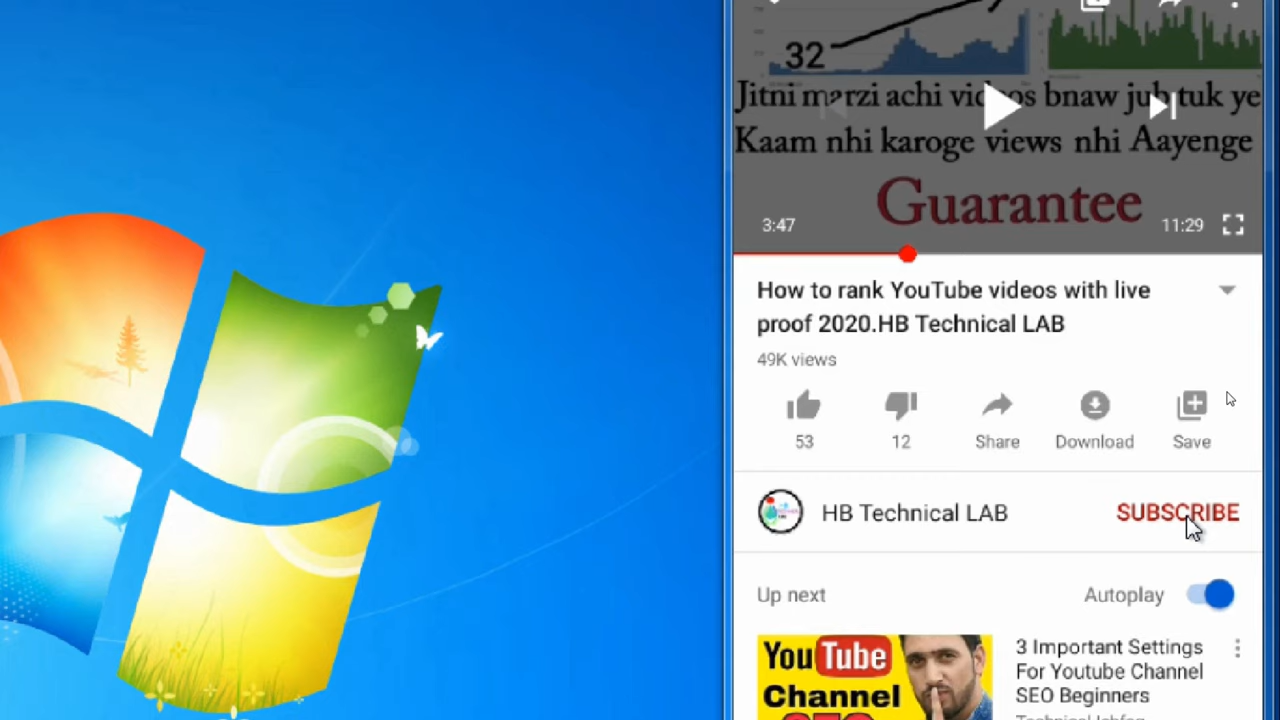 32
Jitni marzi achi videos bnaw jub tuk ye
Kaam nhi karoge views nhi Aayenge
Guarantee
3:47
11:29
How to rank YouTube videos with live
proof 2020.HB Technical LAB
49K views
53
12
Share
Download
Save
HB Technical LAB
SUBSCRIBE
Up next
Autoplay
YouTube
Channel
SEO
3 Important Settings
For Youtube Channel
SEO Beginners